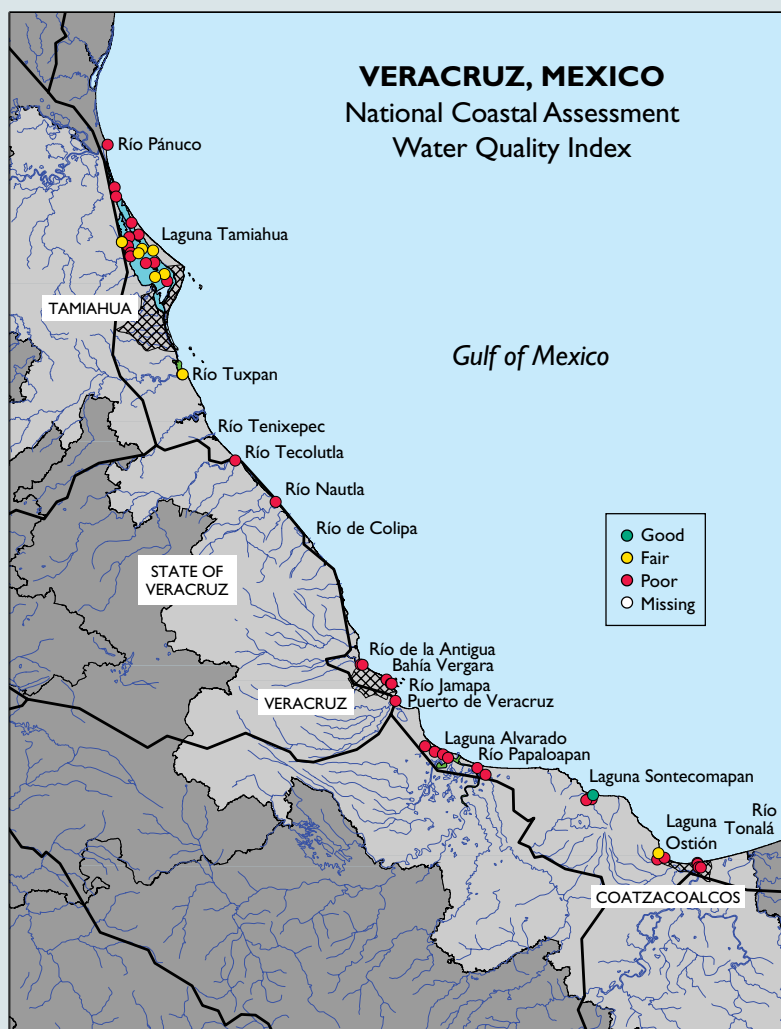 VERACRUZ, MEXICO
National Coastal Assessment
Water Quality Index
Río Pánuco
Laguna Tamiahua
TAMIAHUA
Gulf of Mexico
Río Tuxpan
Río Tenixepec
Río Tecolutla
Río Nautla
Río de Colipa
Good
Fair
Poor
Missing
STATE OF
VERACRUZ
Río de la Antigua
Bahía Vergara
Río Jamapa
VERACRUZ
Puerto de Veracruz
Laguna Alvarado
Río Papaloapan
Laguna Sontecomapan
Laguna
Ostión
Río
Tonalá
COATZACOALCOS